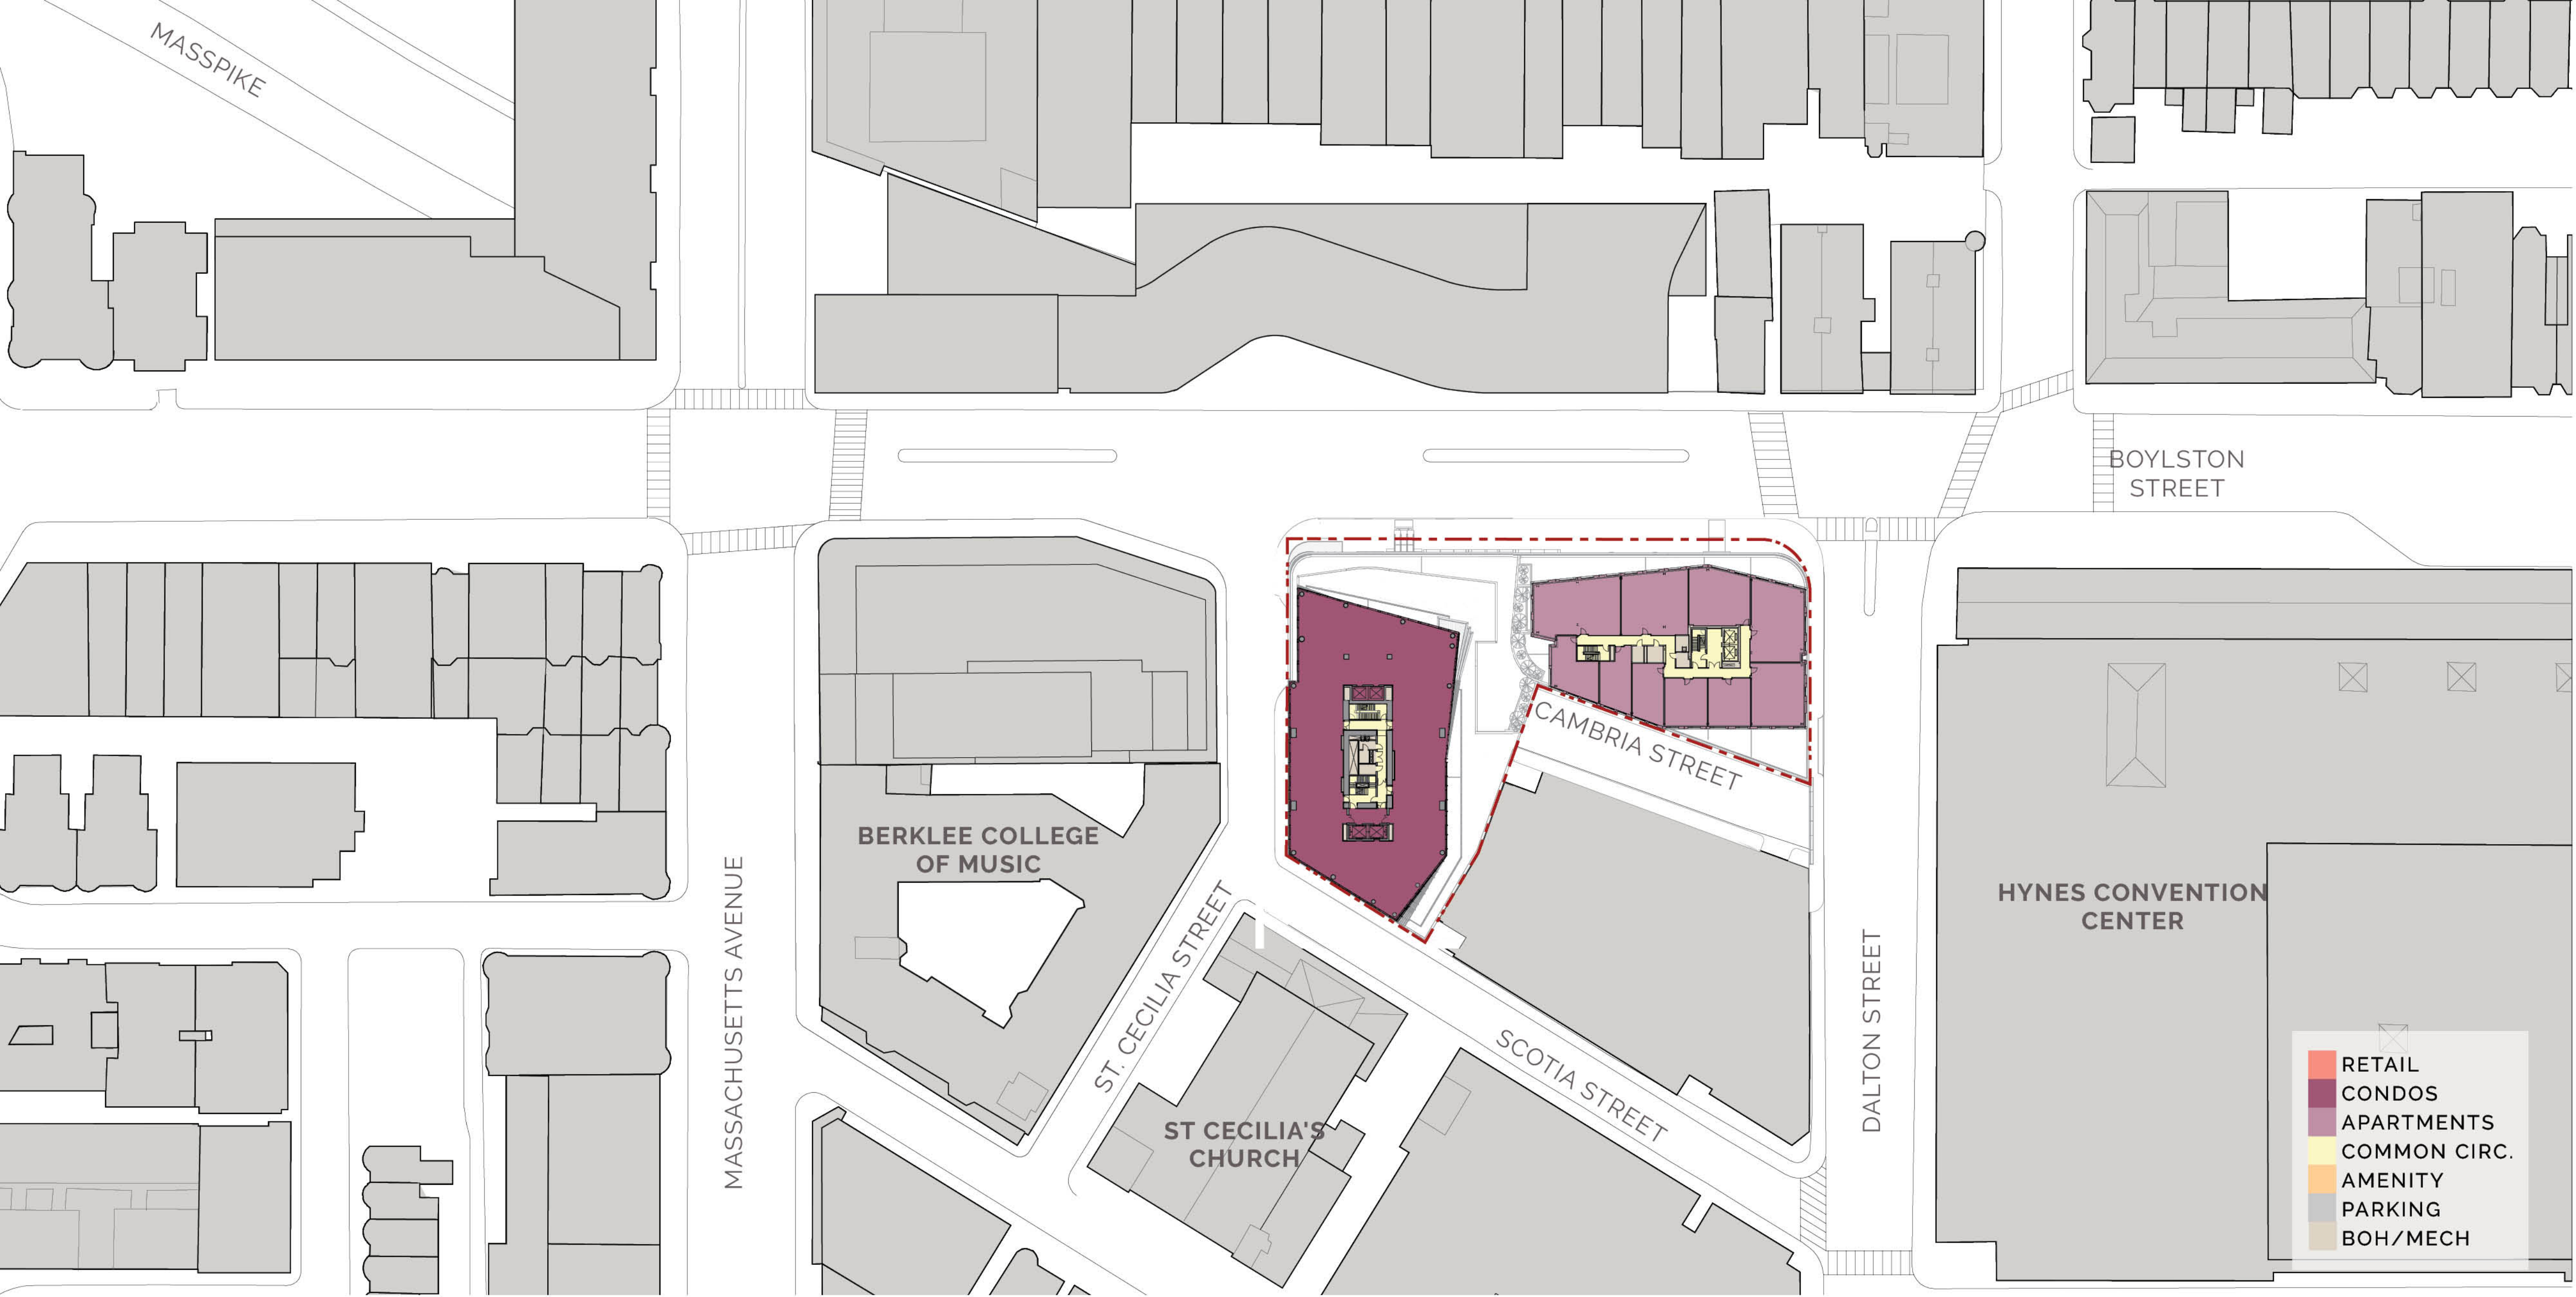 MASSPIKE
BOYLSTON
STREET
CAMBRIA STREET
BERKLEE COLLEGE
OF MUSIC
MASSACHUSETTS AVENUE
ST. CECILIA STREET
HYNES CONVENTION
CENTER
DALTON STREET
SCOTIA STREET
ST CECILIA'S
CHURCH
RETAIL
CONDOS
APARTMENTS
COMMON CIRC.
AMENITY
PARKING
BOH/MECH